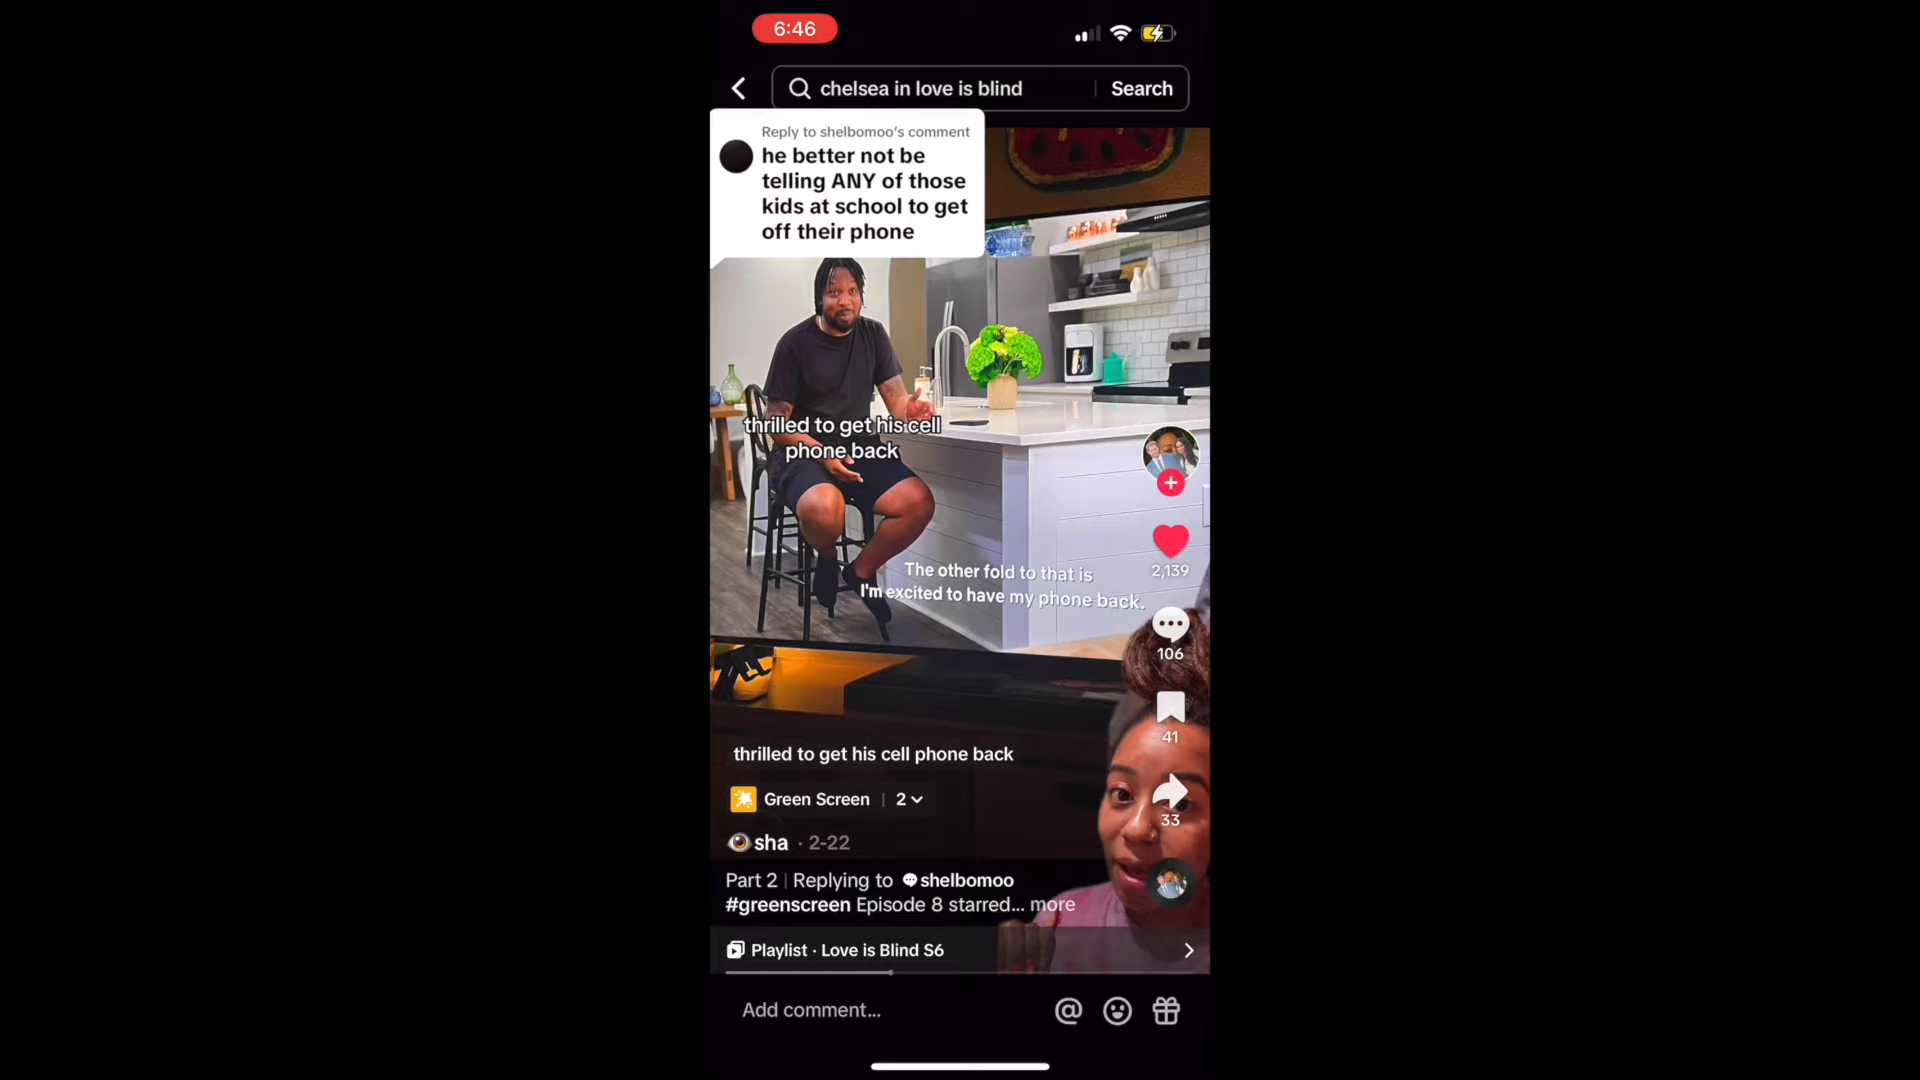 6:46
chelsea in love is blind
Search
Reply to shelbomoo's comment
he better not be
telling ANY of those
kids at school to get
off their phone
thrilled to get his cell
phone back
The other fold to that is
I'm excited to have my phone back.
2,139
106
41
33
thrilled to get his cell phone back
Green Screen | 2
sha · 2-22
Part 2 | Replying to shelbomoo
#greenscreen Episode 8 starred... more
Playlist · Love is Blind S6
Add comment...